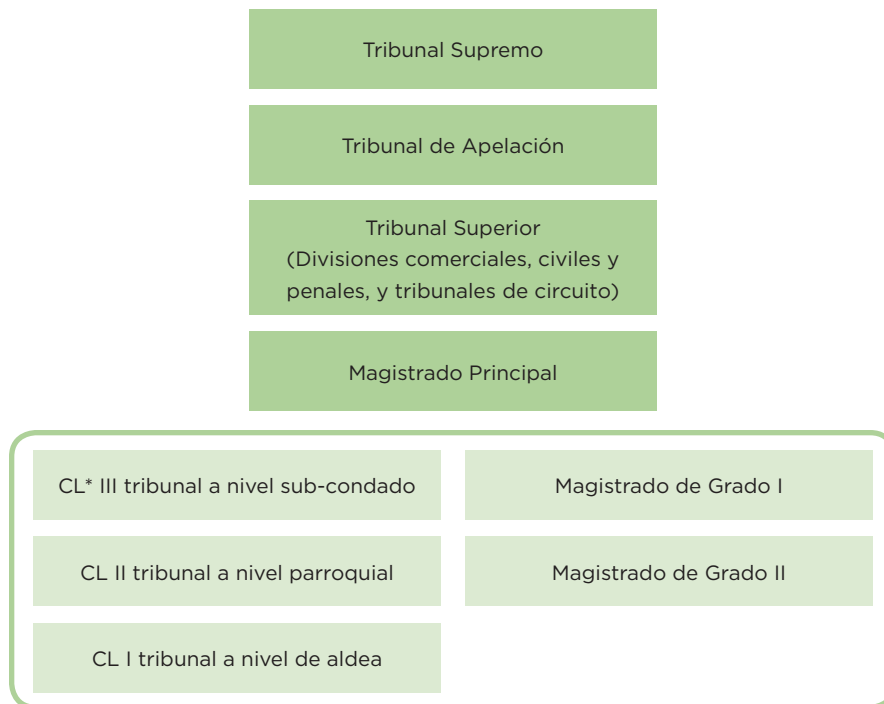 Tribunal Supremo
Tribunal de Apelación
Tribunal Superior
(Divisiones comerciales, civiles y
penales, y tribunales de circuito)
Magistrado Principal
CL* III tribunal a nivel sub-condado
Magistrado de Grado I
CL II tribunal a nivel parroquial
Magistrado de Grado II
CL I tribunal a nivel de aldea